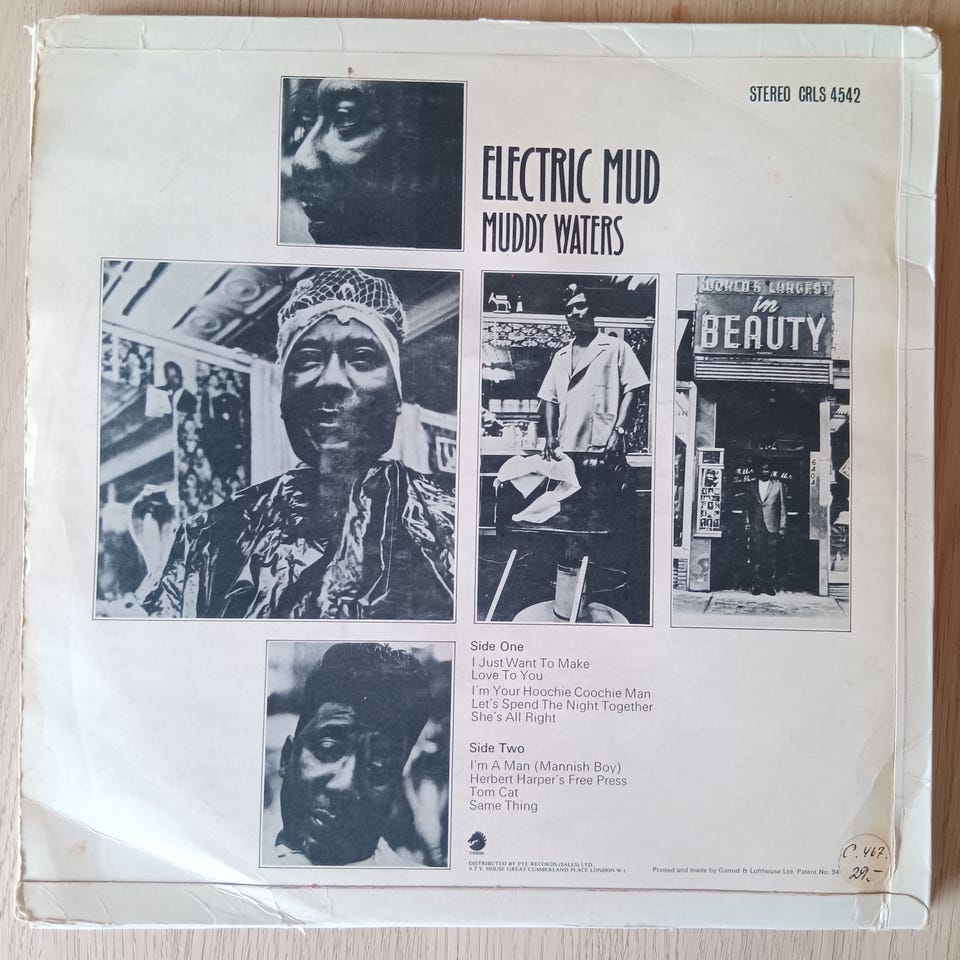 STEREO CRLS 4542
ELECTRIC MUD
MUDDY WATERS
WORLD'S LARGEST
in
BEAUTY
Side One
I Just Want To Make
Love To You
I'm Your Hoochie Coochie Man
Let's Spend The Night Together
She's All Right
Side Two
I'm A Man (Mannish Boy)
Herbert Harper's Free Press
Tom Cat
Same Thing
CHESS
DISTRIBUTED BY PYE RECORDS (SALES) LTD.,
A.T.V. HOUSE GREAT CUMBERLAND PLACE LONDON W.1
Printed and made by Garrod & Lofthouse Ltd. Patent No. 94
C. 467.
29.-